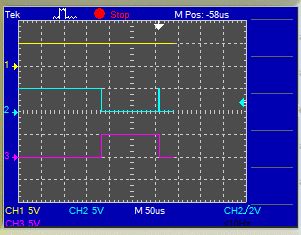 Tek Stop M Pos: -58us
1
2
3
CH1 5V CH2 5V M 50us CH2/2V
CH3 5V